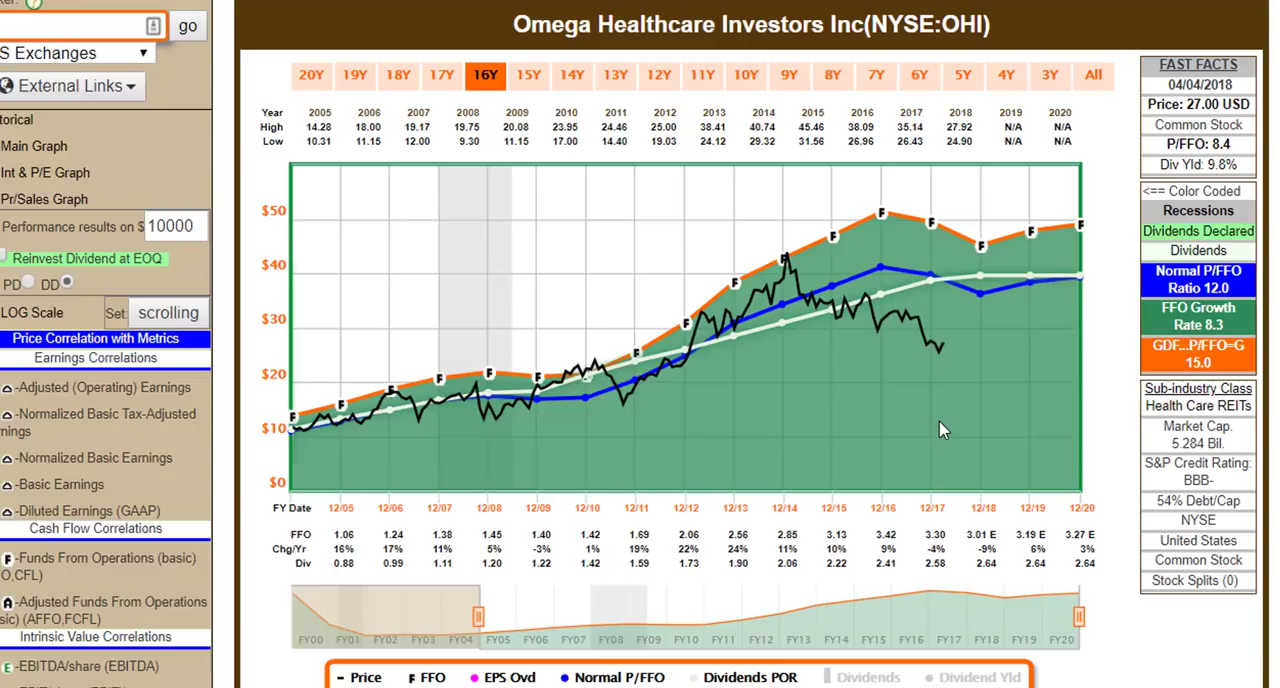 ker:
Omega Healthcare Investors Inc(NYSE:OHI)
go
S Exchanges
External Links
torical
Main Graph
Int & P/E Graph
Pr/Sales Graph
Performance results on $ 10000
Reinvest Dividend at EOQ
PD DD
LOG Scale Set: scrolling
Price Correlation with Metrics
Earnings Correlations
-Adjusted (Operating) Earnings
-Normalized Basic Tax-Adjusted
nings
-Normalized Basic Earnings
-Basic Earnings
-Diluted Earnings (GAAP)
Cash Flow Correlations
F -Funds From Operations (basic)
O,CFL)
A -Adjusted Funds From Operations
sic) (AFFO,FCFL)
Intrinsic Value Correlations
E -EBITDA/share (EBITDA)
20Y 19Y 18Y 17Y 16Y 15Y 14Y 13Y 12Y 11Y 10Y 9Y 8Y 7Y 6Y 5Y 4Y 3Y All
Year 2005 2006 2007 2008 2009 2010 2011 2012 2013 2014 2015 2016 2017 2018 2019 2020
High 14.28 18.00 19.17 19.75 20.08 23.95 24.46 25.00 38.41 40.74 45.46 38.09 35.14 27.92 N/A N/A
Low 10.31 11.15 12.00 9.30 11.15 17.00 14.40 19.03 24.12 29.32 31.56 26.96 26.43 24.90 N/A N/A
$50
$40
$30
$20
$10
$0
F F F F F F F F F F F F F F F F
FY Date 12/05 12/06 12/07 12/08 12/09 12/10 12/11 12/12 12/13 12/14 12/15 12/16 12/17 12/18 12/19 12/20
FFO 1.06 1.24 1.38 1.45 1.40 1.42 1.69 2.06 2.56 2.85 3.13 3.42 3.30 3.01 E 3.19 E 3.27 E
Chg/Yr 16% 17% 11% 5% -3% 1% 19% 22% 24% 11% 10% 9% -4% -9% 6% 3%
Div 0.88 0.99 1.11 1.20 1.22 1.42 1.59 1.73 1.90 2.06 2.22 2.41 2.58 2.64 2.64 2.64
FY00 FY01 FY02 FY03 FY04 FY05 FY06 FY07 FY08 FY09 FY10 FY11 FY12 FY13 FY14 FY15 FY16 FY17 FY18 FY19 FY20
Price F FFO EPS Ovd Normal P/FFO Dividends POR Dividends Dividend Yld
FAST FACTS
04/04/2018
Price: 27.00 USD
Common Stock
P/FFO: 8.4
Div Yld: 9.8%
<== Color Coded
Recessions
Dividends Declared
Dividends
Normal P/FFO
Ratio 12.0
FFO Growth
Rate 8.3
GDF...P/FFO=G
15.0
Sub-industry Class
Health Care REITs
Market Cap.
5.284 Bil.
S&P Credit Rating:
BBB-
54% Debt/Cap
NYSE
United States
Common Stock
Stock Splits (0)